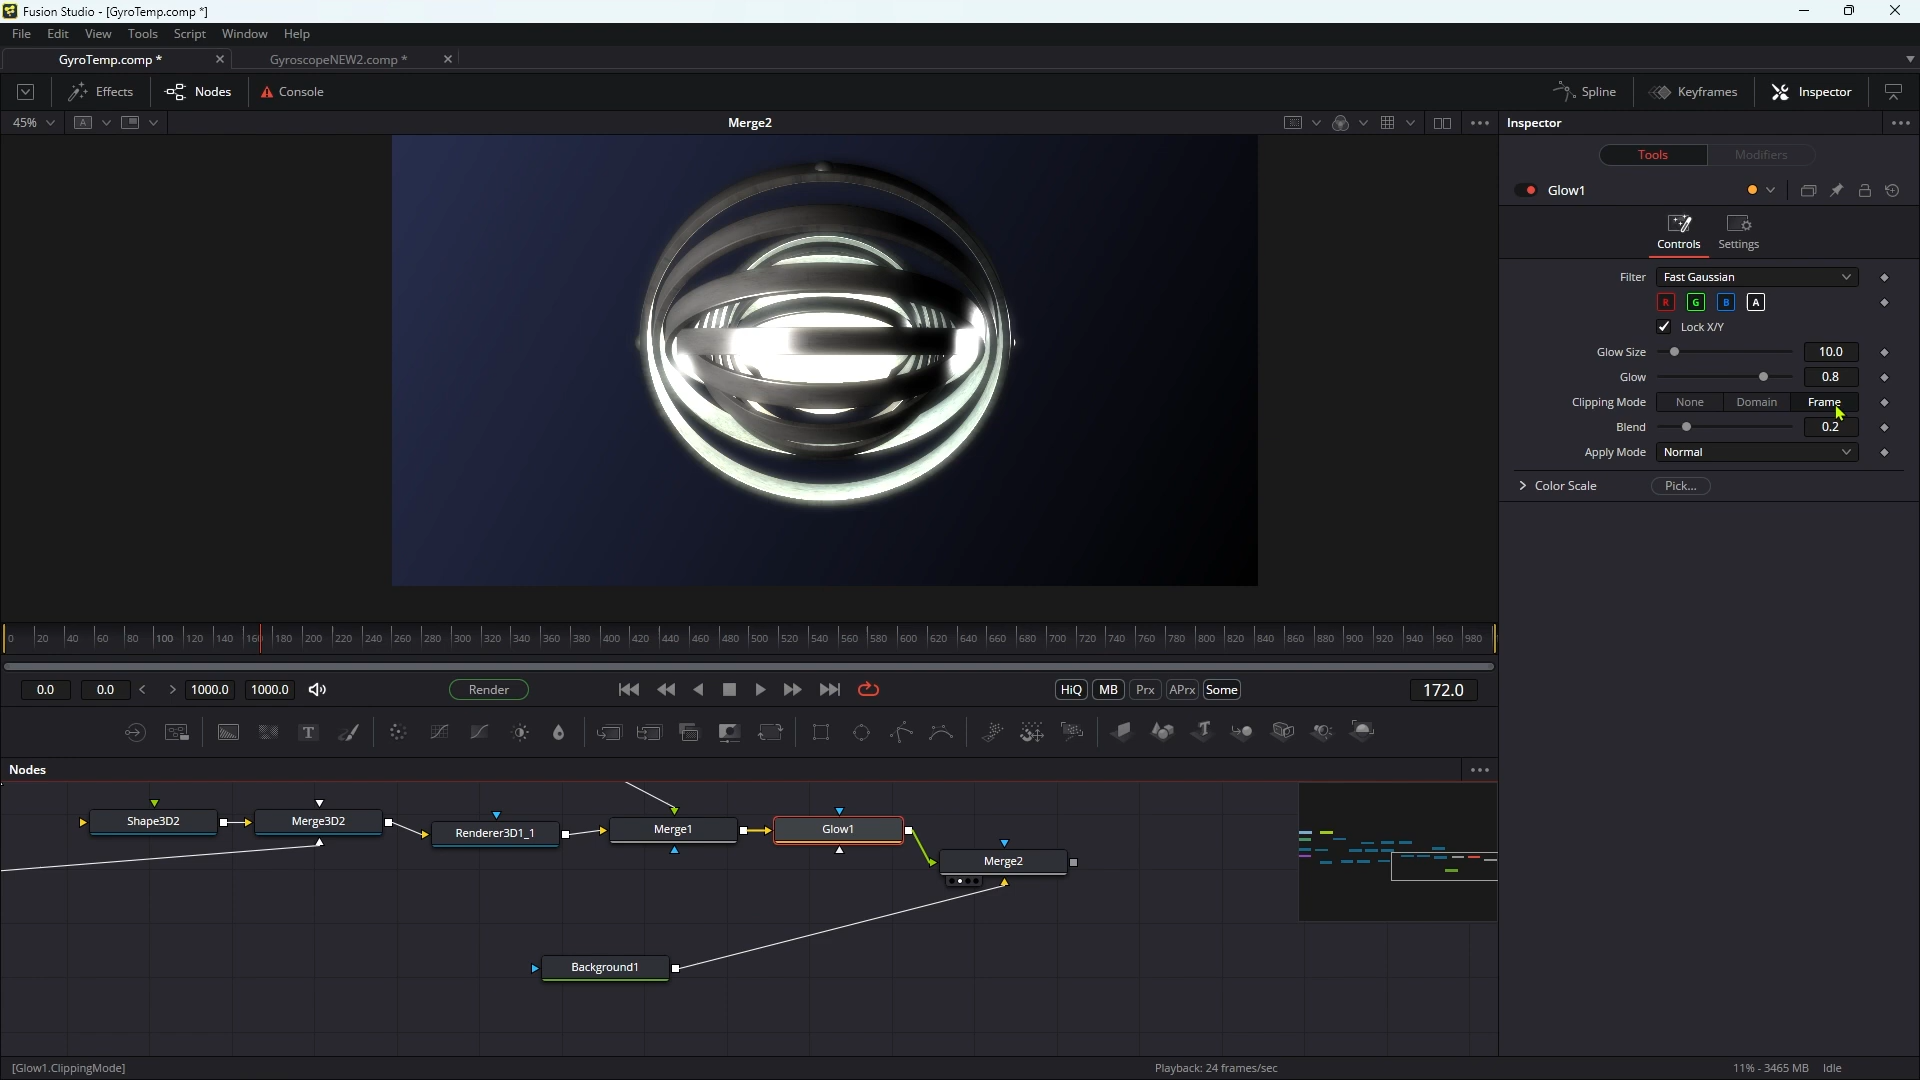 Fusion Studio - [GyroTemp.comp *]
File Edit View Tools Script Window Help
GyroTemp.comp * GyroscopeNEW2.comp *
Effects Nodes Console Spline Keyframes Inspector
45% A Merge2 Inspector
Tools Modifiers
Glow1
Controls Settings
Filter Fast Gaussian
R G B A
Lock X/Y
Glow Size 10.0
Glow 0.8
Clipping Mode None Domain Frame
Blend 0.2
Apply Mode Normal
Color Scale Pick...
0 20 40 60 80 100 120 140 160 180 200 220 240 260 280 300 320 340 360 380 400 420 440 460 480 500 520 540 560 580 600 620 640 660 680 700 720 740 760 780 800 820 840 860 880 900 920 940 960 980
0.0 0.0 < > 1000.0 1000.0 Render HiQ MB Prx APrx Some 172.0
T T
Nodes
Shape3D2 Merge3D2 Renderer3D1_1 Merge1 Glow1
Merge2
Background1
[Glow1.ClippingMode] Playback: 24 frames/sec 11% - 3465 MB Idle